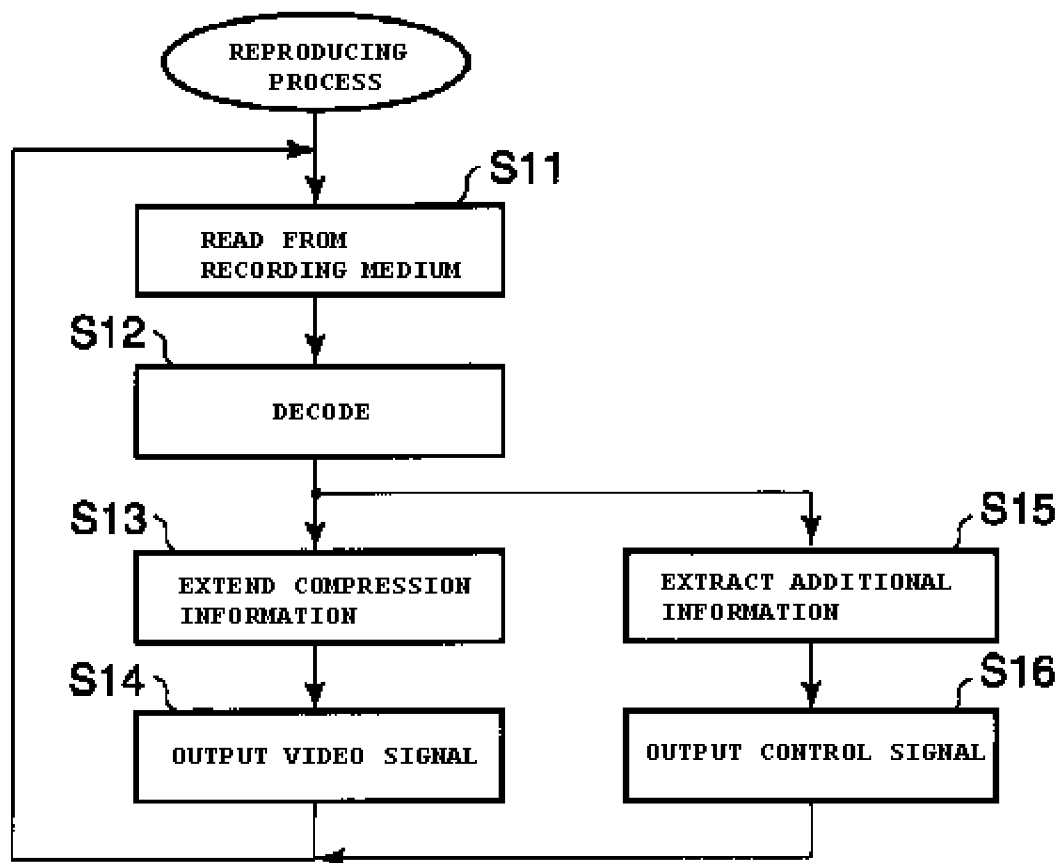 REPRODUCING
PROCESS
S11
READ FROM
RECORDING MEDIUM
S12
DECODE
S13
EXTEND COMPRESSION
INFORMATION
S15
EXTRACT ADDITIONAL
INFORMATION
S14
OUTPUT VIDEO SIGNAL
S16
OUTPUT CONTROL SIGNAL